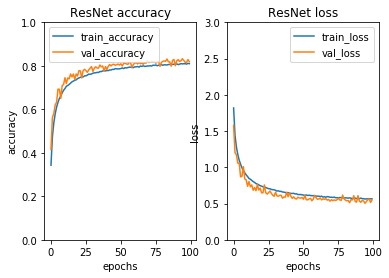 ResNet accuracy
1.0
0.8
0.6
0.4
0.2
0.0
accuracy
train_accuracy
val_accuracy
0 25 50 75 100
epochs
ResNet loss
3.0
2.5
2.0
1.5
1.0
0.5
0.0
loss
train_loss
val_loss
0 25 50 75 100
epochs